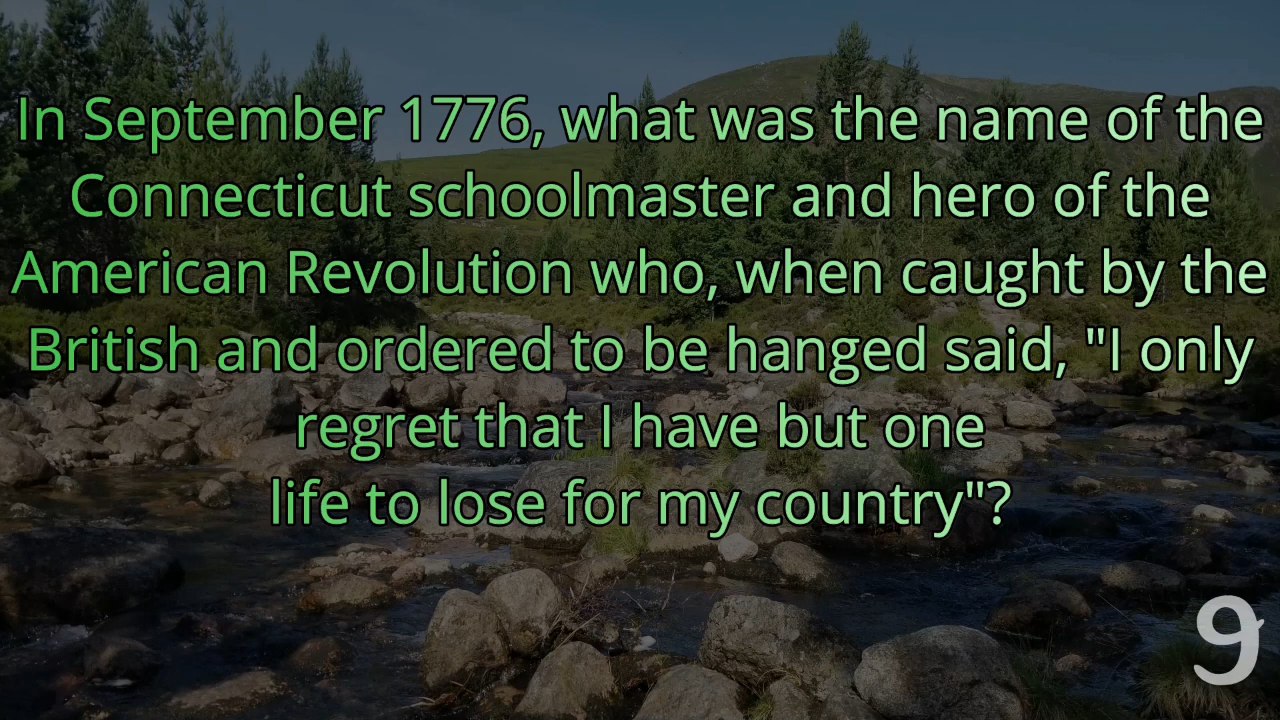 In September 1776, what was the name of the
Connecticut schoolmaster and hero of the
American Revolution who, when caught by the
British and ordered to be hanged said, "I only
regret that I have but one
life to lose for my country"?
9